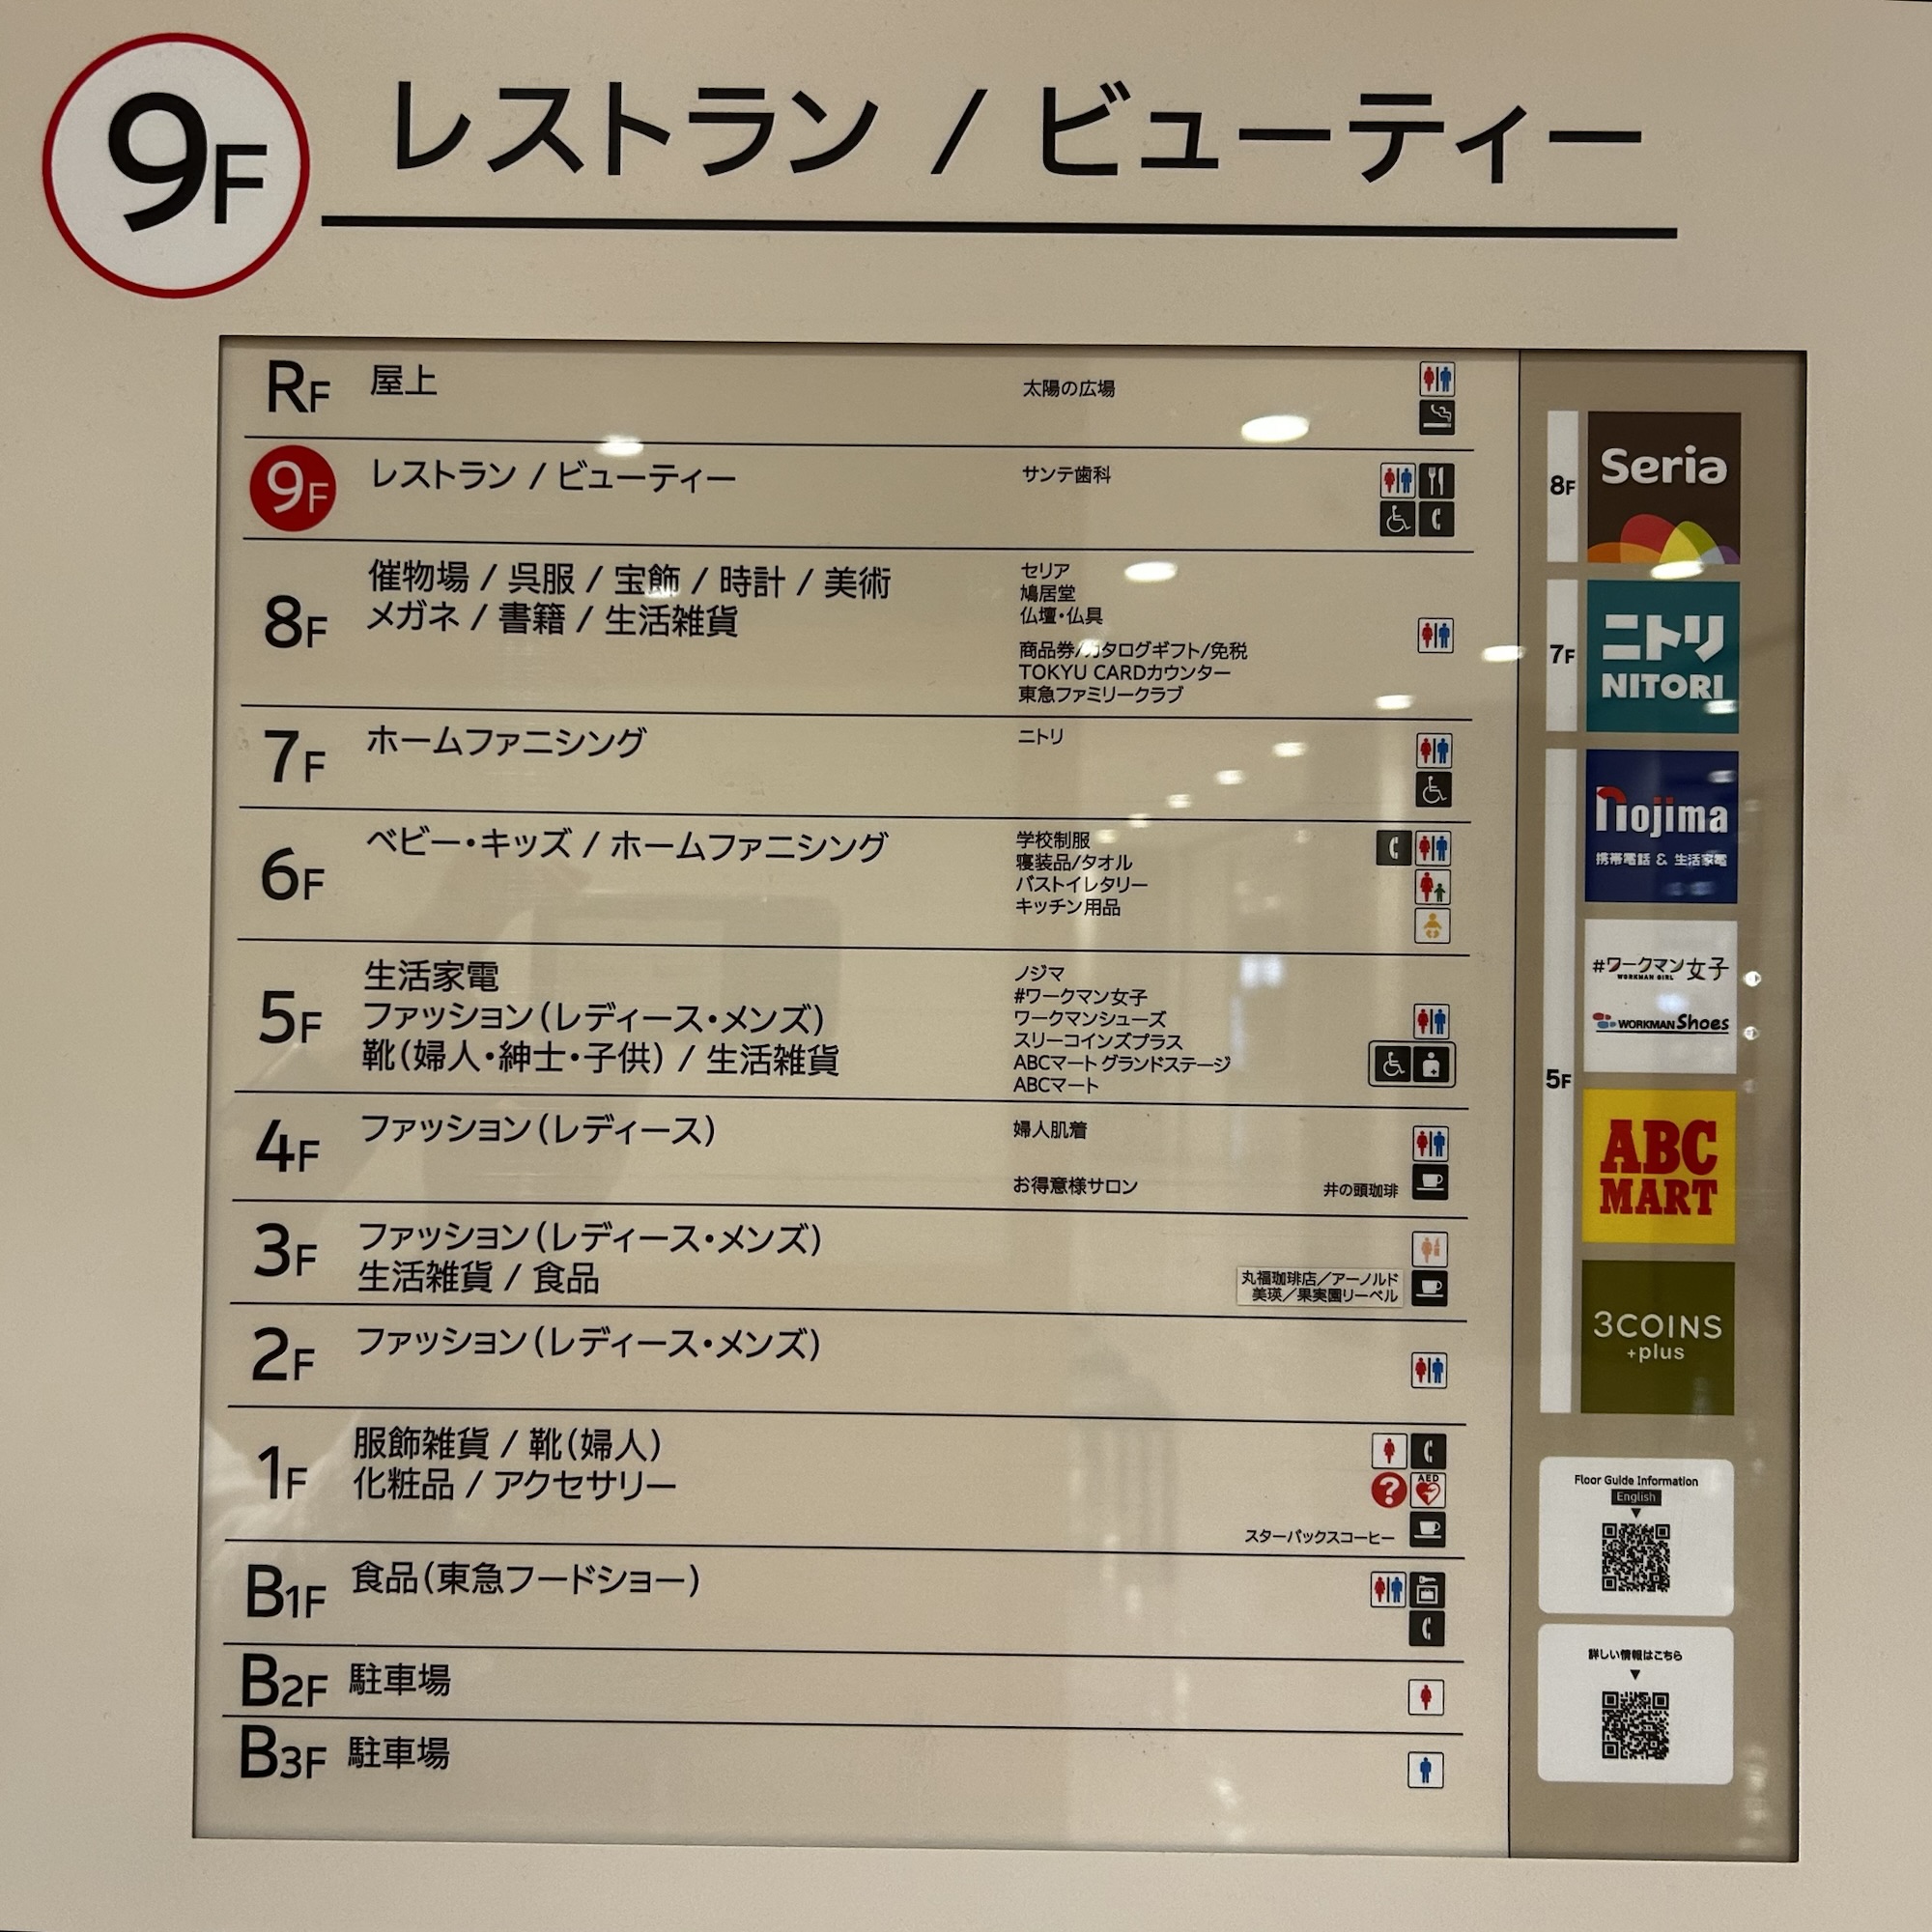 9F レストラン / ビューティー
RF 屋上 太陽の広場
9F レストラン / ビューティー サンテ歯科
8F 催物場 / 呉服 / 宝飾 / 時計 / 美術
メガネ / 書籍 / 生活雑貨
セリア
鳩居堂
仏壇・仏具
商品券/カタログギフト/免税
TOKYU CARDカウンター
東急ファミリークラブ
7F ホームファニシング ニトリ
6F ベビー・キッズ / ホームファニシング
学校制服
寝装品/タオル
バストイレタリー
キッチン用品
5F 生活家電
ファッション(レディース・メンズ)
靴(婦人・紳士・子供) / 生活雑貨
ノジマ
#ワークマン女子
ワークマンシューズ
スリーコインズプラス
ABCマート グランドステージ
ABCマート
4F ファッション(レディース) 婦人肌着
お得意様サロン 井の頭珈琲
3F ファッション(レディース・メンズ)
生活雑貨 / 食品
丸福珈琲店/アーノルド
美瑛/果実園リーベル
2F ファッション(レディース・メンズ)
1F 服飾雑貨 / 靴(婦人)
化粧品 / アクセサリー
?
AED
スターバックスコーヒー
B1F 食品(東急フードショー)
B2F 駐車場
B3F 駐車場
8F
Seria
7F
ニトリ
NITORI
5F
nojima
携帯電話 & 生活家電
#ワークマン女子
WORKMAN GIRL
WORKMAN Shoes
ABC
MART
3COINS
+plus
Floor Guide Information
English
詳しい情報はこちら